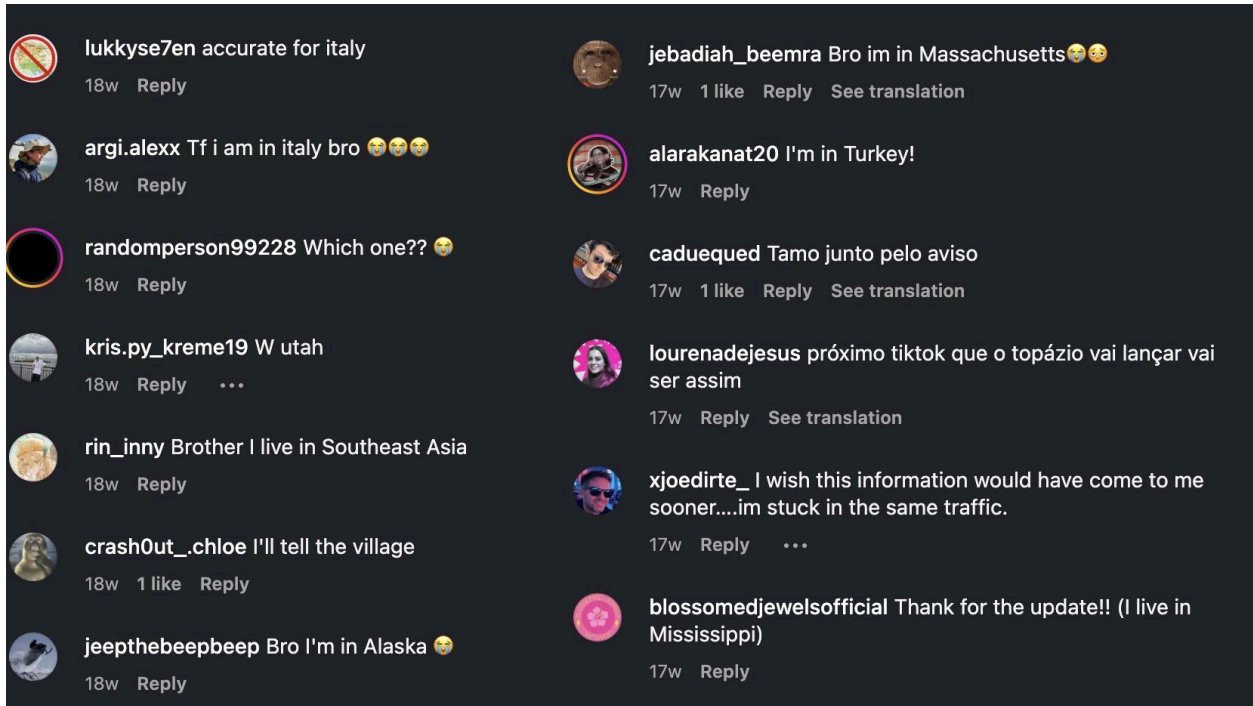 lukkyse7en accurate for italy
18w Reply
argi.alexx Tf i am in italy bro 😭😭😭
18w Reply
randomperson99228 Which one?? 😭
18w Reply
kris.py_kreme19 W utah
18w Reply •••
rin_inny Brother I live in Southeast Asia
18w Reply
crash0ut_.chloe I'll tell the village
18w 1 like Reply
jeepthebeepbeep Bro I'm in Alaska 😭
18w Reply
jebadiah_beemra Bro im in Massachusetts😭😥
17w 1 like Reply See translation
alarakanat20 I'm in Turkey!
17w Reply
caduequed Tamo junto pelo aviso
17w 1 like Reply See translation
lourenadejesus próximo tiktok que o topázio vai lançar vai
ser assim
17w Reply See translation
xjoedirte_ I wish this information would have come to me
sooner....im stuck in the same traffic.
17w Reply •••
blossomedjewelsofficial Thank for the update!! (I live in
Mississippi)
17w Reply